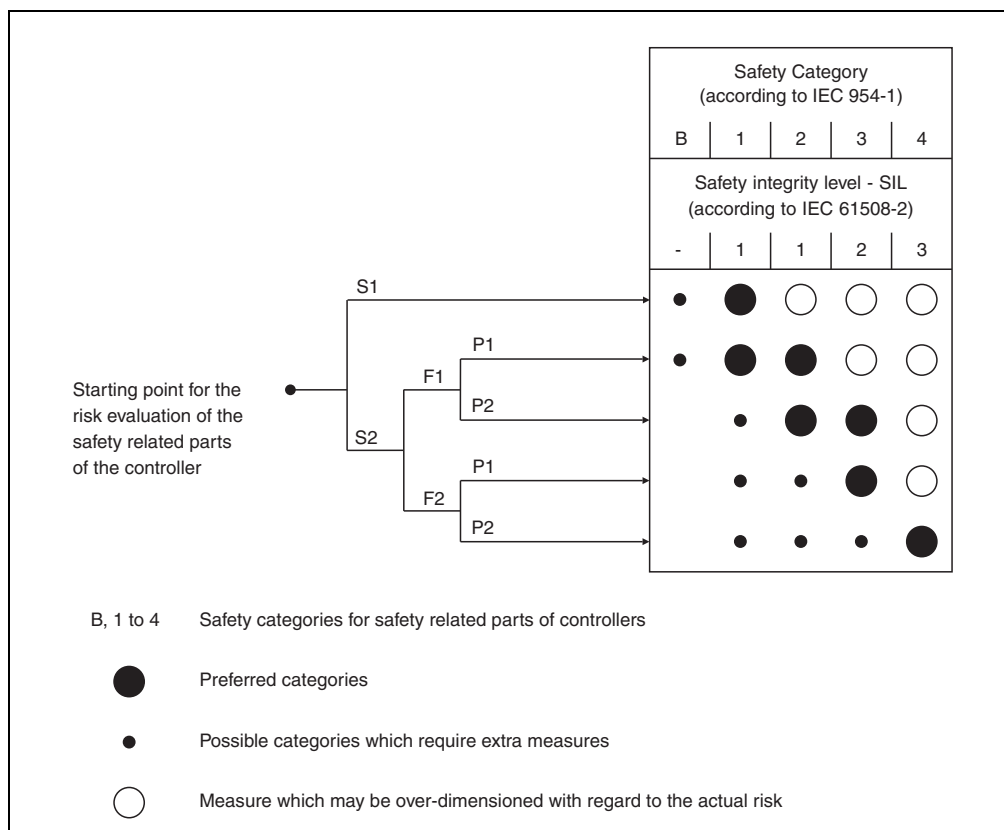 Safety Category
(according to IEC 954-1)
B 1 2 3 4
Safety integrity level - SIL
(according to IEC 61508-2)
- 1 1 2 3
S1
P1
F1
P2
Starting point for the
risk evaluation of the
safety related parts
of the controller
S2
P1
F2
P2
B, 1 to 4 Safety categories for safety related parts of controllers
Preferred categories
Possible categories which require extra measures
Measure which may be over-dimensioned with regard to the actual risk